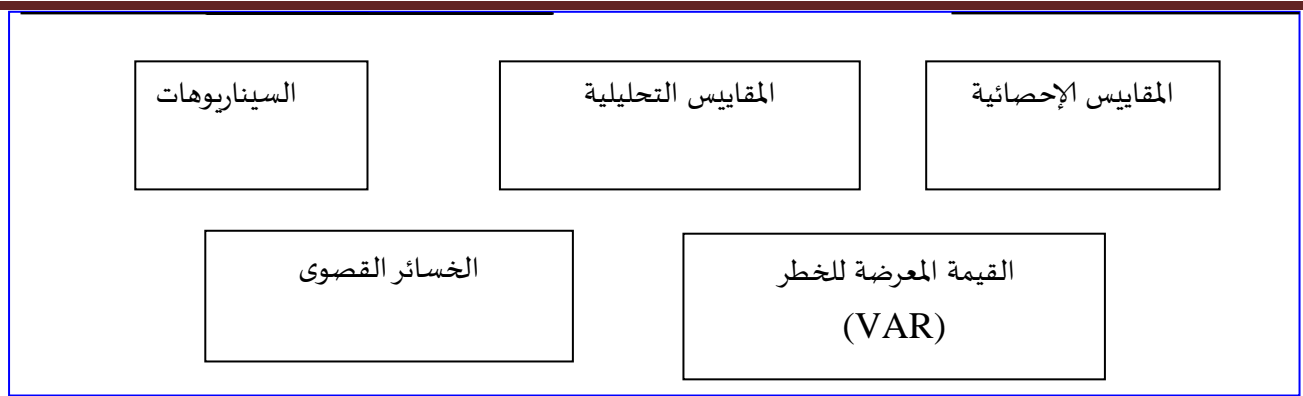 المقاييس الإحصائية
المقاييس التحليلية
السيناريوهات
القيمة المعرضة للخطر
(VAR)
الخسائر القصوى